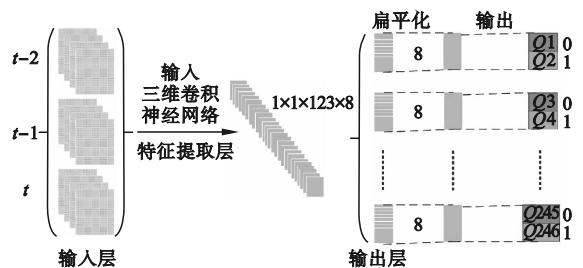 t-2
t-1
t
输入层
输入
三维卷积
神经网络
特征提取层
1×1×123×8
扁平化 输出
8 Q1 0
Q2 1
8 Q3 0
Q4 1
8 Q245 0
Q246 1
输出层